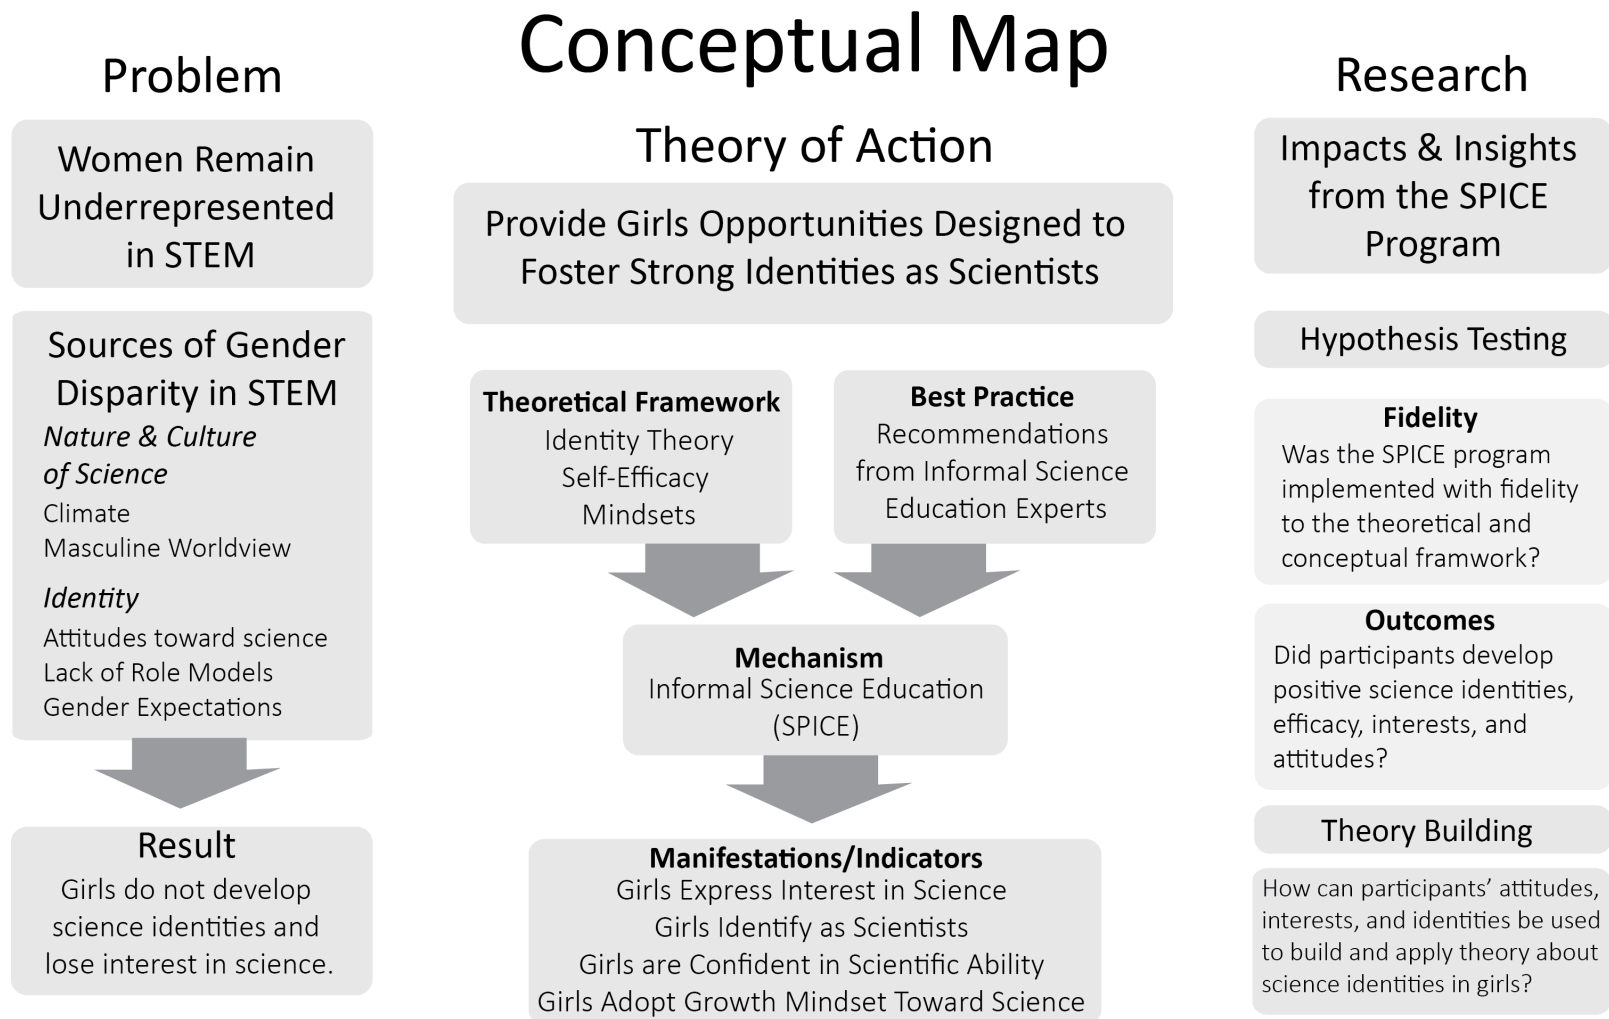 Conceptual Map
Problem
Women Remain
Underrepresented
in STEM
Sources of Gender
Disparity in STEM
Nature & Culture
of Science
Climate
Masculine Worldview
Identity
Attitudes toward science
Lack of Role Models
Gender Expectations
Result
Girls do not develop
science identities and
lose interest in science.
Theory of Action
Provide Girls Opportunities Designed to
Foster Strong Identities as Scientists
Theoretical Framework
Identity Theory
Self-Efficacy
Mindsets
Best Practice
Recommendations
from Informal Science
Education Experts
Mechanism
Informal Science Education
(SPICE)
Manifestations/Indicators
Girls Express Interest in Science
Girls Identify as Scientists
Girls are Confident in Scientific Ability
Girls Adopt Growth Mindset Toward Science
Research
Impacts & Insights
from the SPICE
Program
Hypothesis Testing
Fidelity
Was the SPICE program
implemented with fidelity
to the theoretical and
conceptual framwork?
Outcomes
Did participants develop
positive science identities,
efficacy, interests, and
attitudes?
Theory Building
How can participants’ attitudes,
interests, and identities be used
to build and apply theory about
science identities in girls?